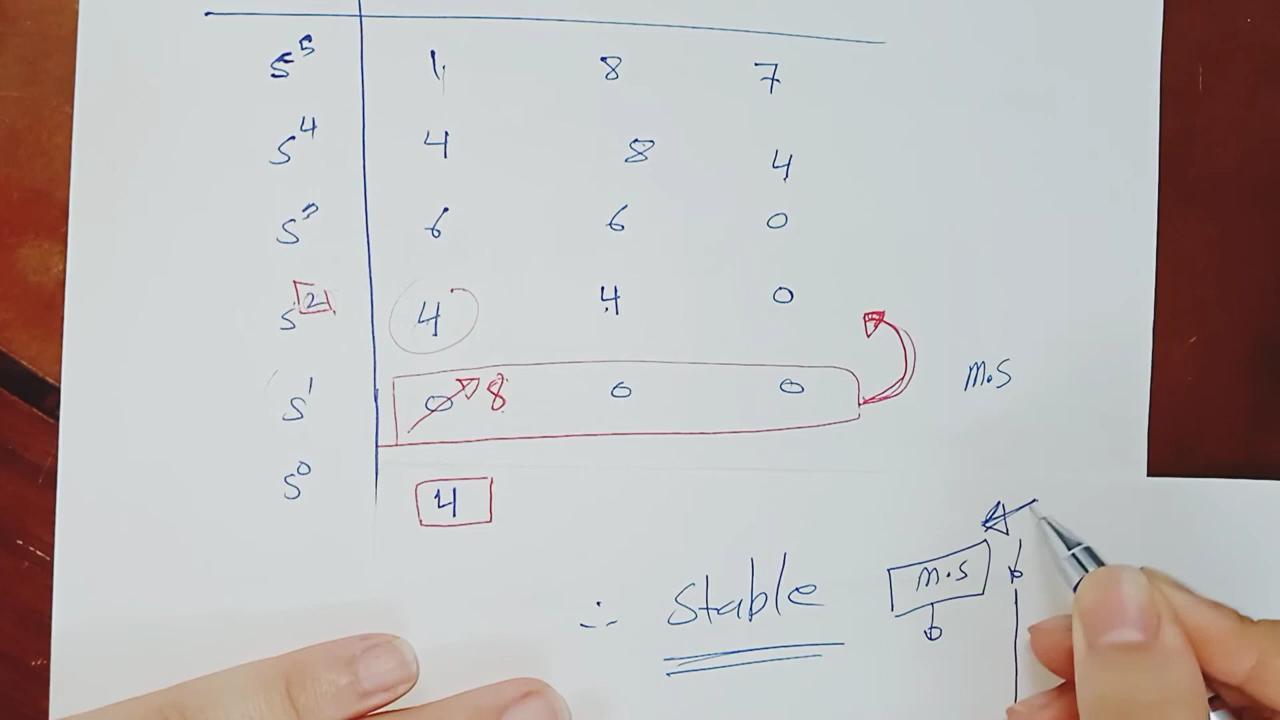 s⁵ 1 8 7
s⁴ 4 8 4
s³ 6 6 0
s² 4 4 0
s¹ 0 8 0 0 m.s
s⁰ 4
∴ stable m.s